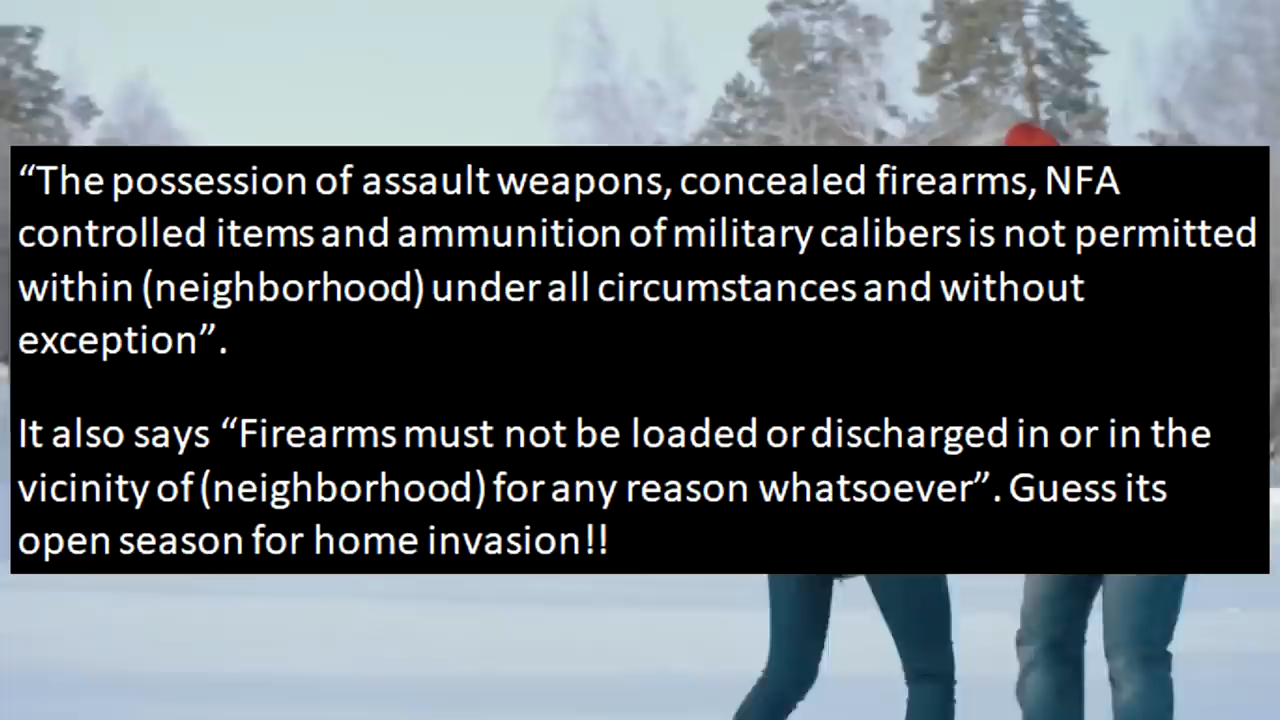 “The possession of assault weapons, concealed firearms, NFA
controlled items and ammunition of military calibers is not permitted
within (neighborhood) under all circumstances and without
exception”.
It also says “Firearms must not be loaded or discharged in or in the
vicinity of (neighborhood) for any reason whatsoever”. Guess its
open season for home invasion!!